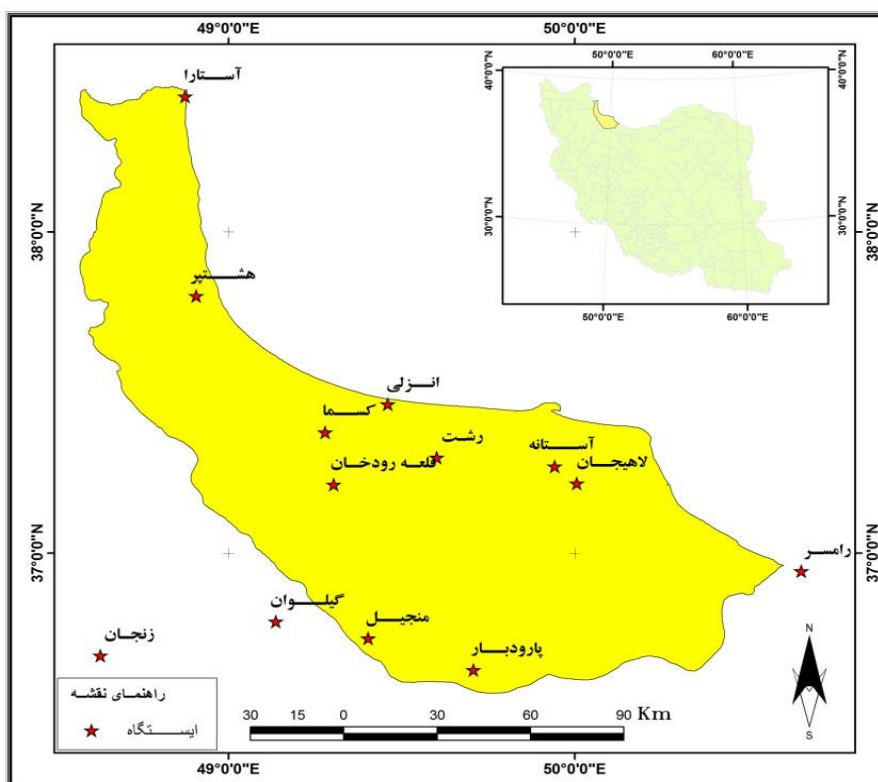 49°0'0"E
50°0'0"E
آستارا
50°0'0"E
60°0'0"E
40°0'0"N
40°0'0"N
30°0'0"N
30°0'0"N
50°0'0"E
60°0'0"E
38°0'0"N
38°0'0"N
هشتپر
انزلی
کسما
رشت
آستانه
قلعه رودخان
لاهیجان
37°0'0"N
37°0'0"N
رامسر
گیلوان
منجیل
زنجان
پارودبار
N
S
راهنمای نقشه
ایستگاه
30 15 0 30 60 90 Km
49°0'0"E
50°0'0"E